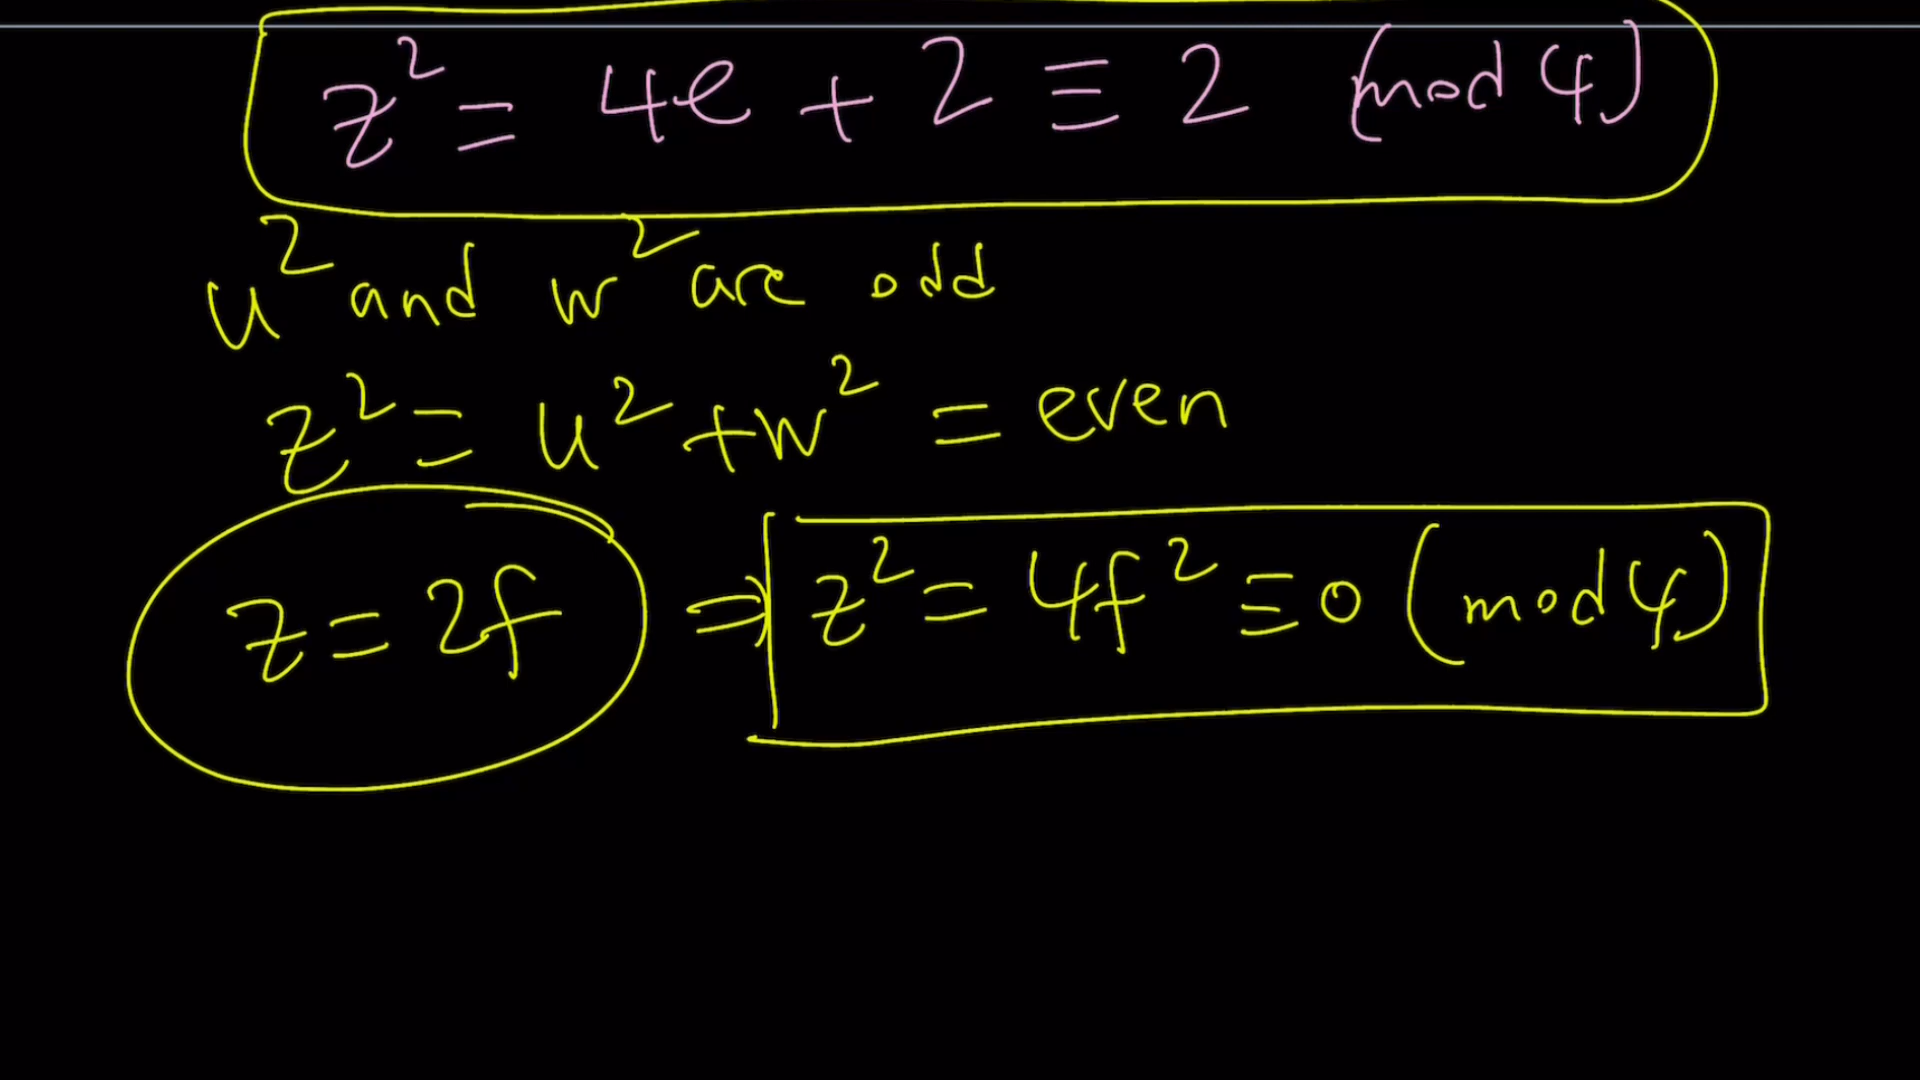 z² = 4e + 2 ≡ 2 (mod 4)
u² and w² are odd
z² = u² + w² = even
z = 2f ⇒ z² = 4f² ≡ 0 (mod 4)